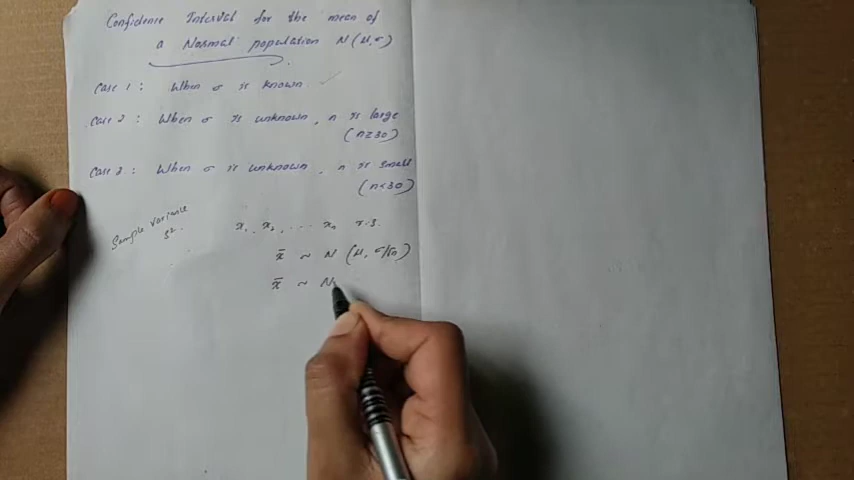 Confidence Interval for the mean of
a Normal population N(μ,σ)
Case 1 : When σ is known
Case 2 : When σ is unknown, n is large
(n≥30)
Case 3 : When σ is unknown, n is small
(n<30)
Sample variance
s²
x₁, x₂, ... xₙ r.s.
x̄ ~ N (μ, σ/√n)
x̄ ~ N